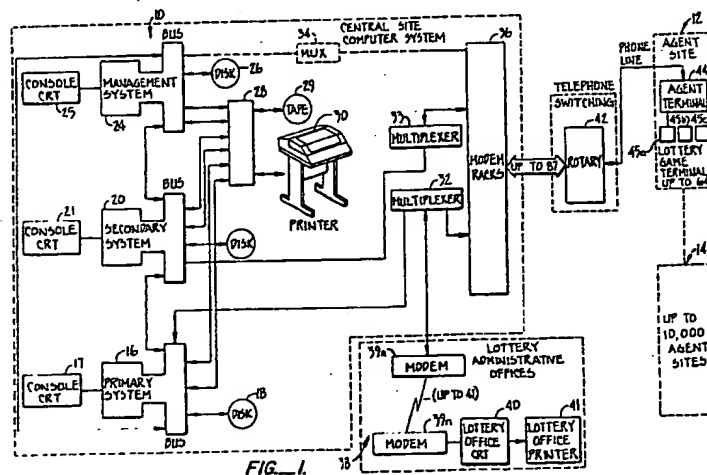 10
BUS
CENTRAL SITE
COMPUTER SYSTEM
34
MUX
36
12
AGENT
SITE
PHONE
LINE
44
CONSOLE
CRT
25
MANAGEMENT
SYSTEM
24
DISK
26
28
TAPE
29
30
PRINTER
33
MULTIPLEXER
32
MULTIPLEXER
MODEM
RACKS
UP TO 87
TELEPHONE
SWITCHING
42
ROTARY
AGENT
TERMINAL
45a
45b
45c
LOTTERY
GAME
TERMINAL
UP TO 64
BUS
CONSOLE
CRT
21
20
SECONDARY
SYSTEM
DISK
14
UP TO
10,000
AGENT
SITES
CONSOLE
CRT
17
16
PRIMARY
SYSTEM
DISK
18
BUS
39a
MODEM
LOTTERY
ADMINISTRATIVE
OFFICES
(UP TO 41)
39n
MODEM
38
40
LOTTERY
OFFICE
CRT
41
LOTTERY
OFFICE
PRINTER
FIG__1.